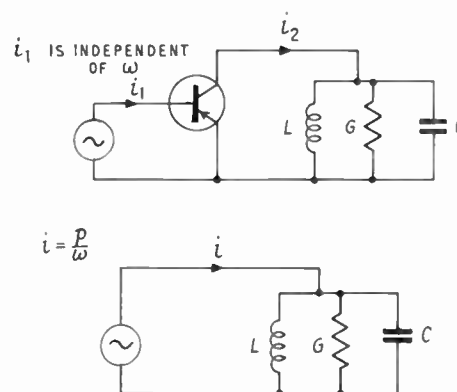 i₁ IS INDEPENDENT
OF ω
i₁
i₂
L
G
i = p/ω
i
L
G
C